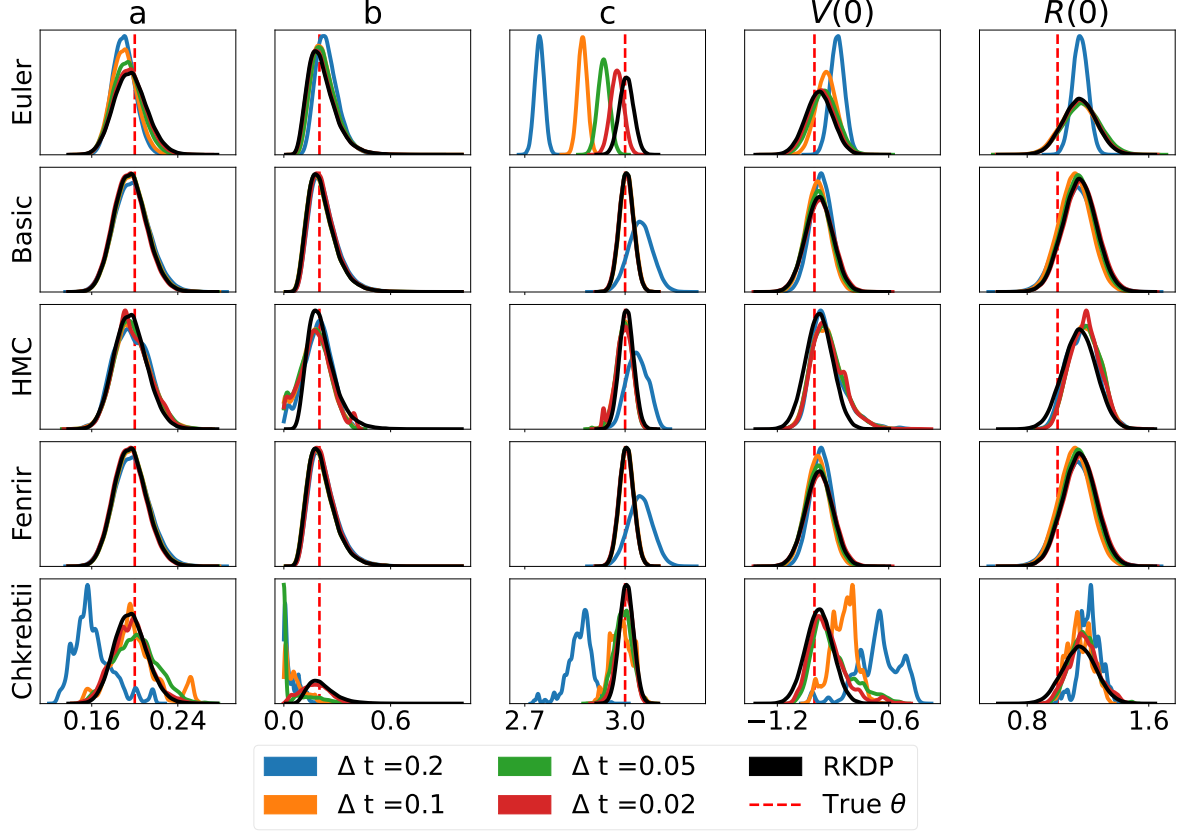 a b c V(0) R(0)
Euler
Basic
HMC
Fenrir
Chkrebtii
0.16 0.24 0.0 0.6 2.7 3.0 −1.2 −0.6 0.8 1.6
Δ t =0.2 Δ t =0.05 RKDP
Δ t =0.1 Δ t =0.02 True θ